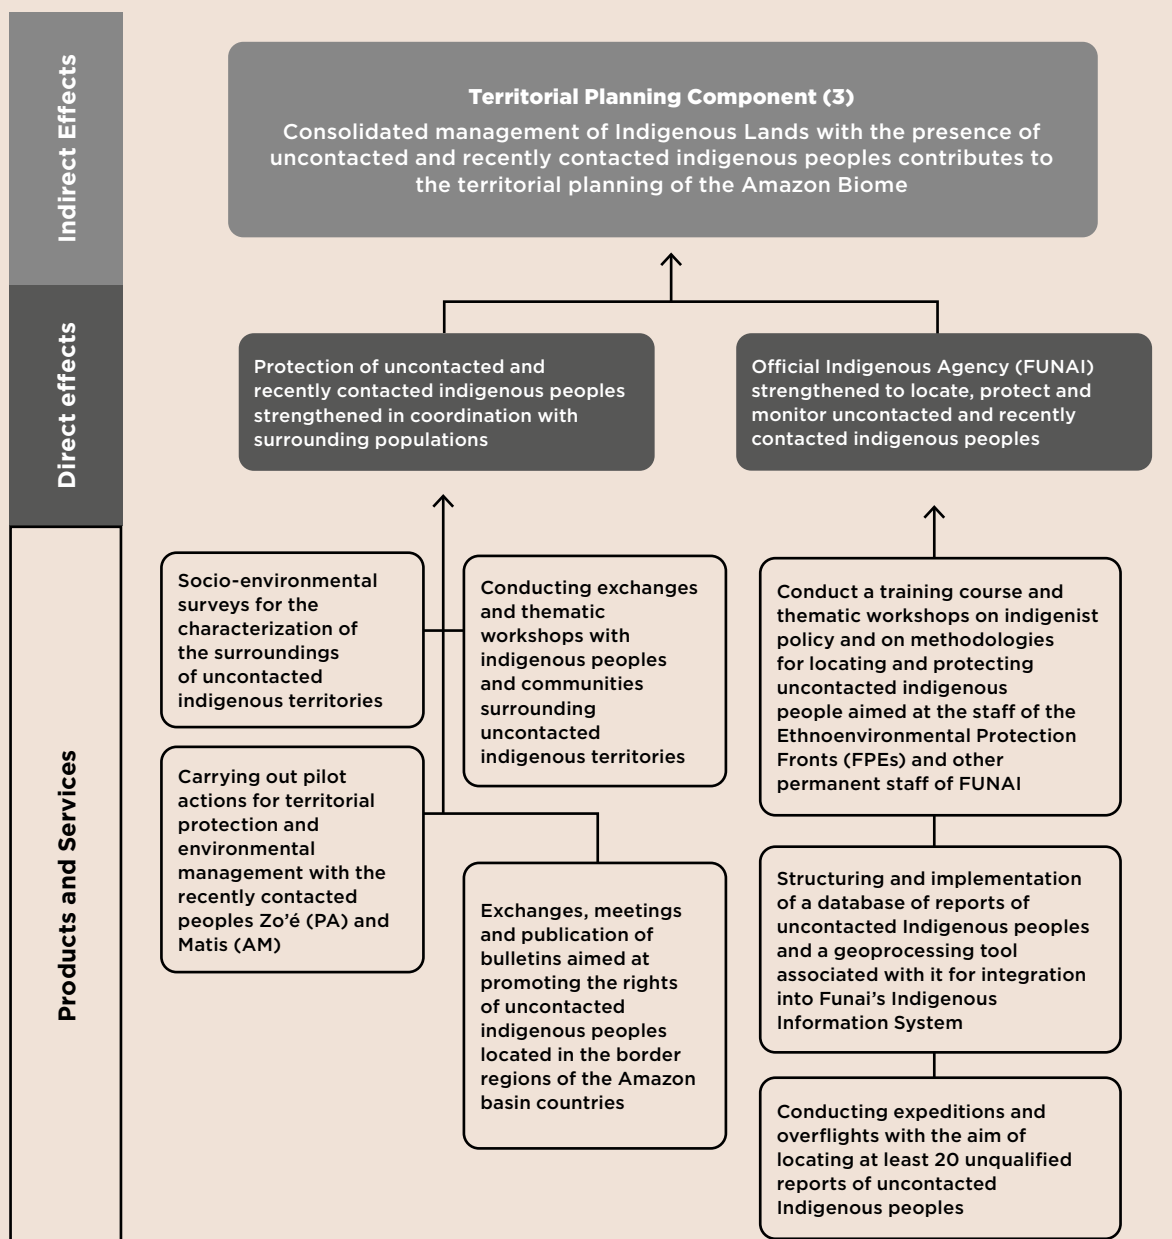 Indirect Effects
Territorial Planning Component (3)
Consolidated management of Indigenous Lands with the presence of
uncontacted and recently contacted indigenous peoples contributes to
the territorial planning of the Amazon Biome
Direct effects
Protection of uncontacted and
recently contacted indigenous peoples
strengthened in coordination with
surrounding populations
Official Indigenous Agency (FUNAI)
strengthened to locate, protect and
monitor uncontacted and recently
contacted indigenous peoples
Products and Services
Socio-environmental
surveys for the
characterization of
the surroundings
of uncontacted
indigenous territories
Conducting exchanges
and thematic
workshops with
indigenous peoples
and communities
surrounding
uncontacted
indigenous territories
Carrying out pilot
actions for territorial
protection and
environmental
management with the
recently contacted
peoples Zo’é (PA) and
Matis (AM)
Exchanges, meetings
and publication of
bulletins aimed at
promoting the rights
of uncontacted
indigenous peoples
located in the border
regions of the Amazon
basin countries
Conduct a training course and
thematic workshops on indigenist
policy and on methodologies
for locating and protecting
uncontacted indigenous
people aimed at the staff of the
Ethnoenvironmental Protection
Fronts (FPEs) and other
permanent staff of FUNAI
Structuring and implementation
of a database of reports of
uncontacted Indigenous peoples
and a geoprocessing tool
associated with it for integration
into Funai’s Indigenous
Information System
Conducting expeditions and
overflights with the aim of
locating at least 20 unqualified
reports of uncontacted
Indigenous peoples